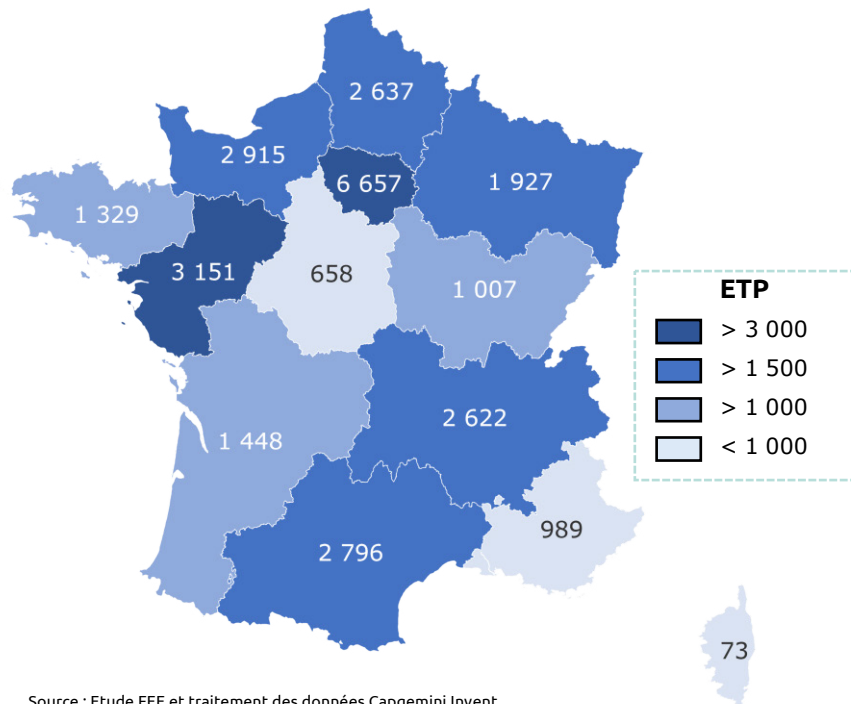 2 637
2 915
6 657
1 927
1 329
3 151
658
1 007
ETP
> 3 000
> 1 500
> 1 000
< 1 000
2 622
1 448
989
2 796
73
Source : Etude FEE et traitement des données Capgemini Invent